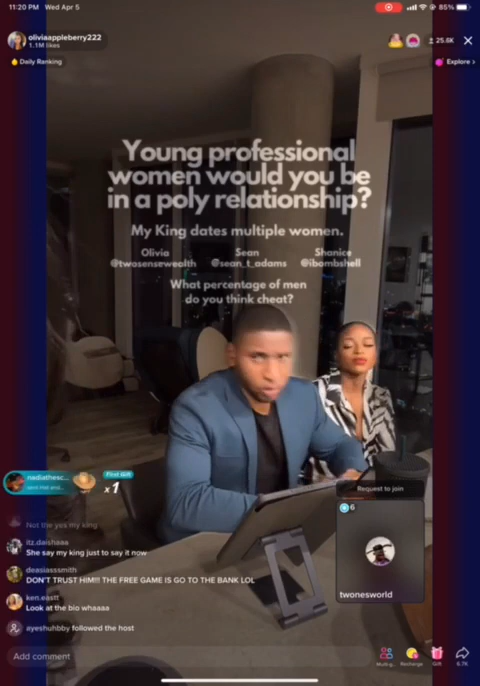 11:20 PM Wed Apr 5
85%
oliviaappleberry222
1.1M likes
25.6K
Daily Ranking
Explore >
Young professional
women would you be
in a poly relationship?
My King dates multiple women.
Olivia Sean Shanice
@twosensewealth @sean_t_adams @ibombshell
What percentage of men
do you think cheat?
nadiathesc...
First Gift
x1
Request to join
6
Not the yes my king
itz.daishaaa
She say my king just to say it now
deasiasssmith
DON'T TRUST HIM!!! THE FREE GAME IS GO TO THE BANK LOL
twonesworld
ken.eastt
Look at the bio whaaaa
ayeshuhbby followed the host
Add comment
Multi-g...
Recharge
Gift
6.7K